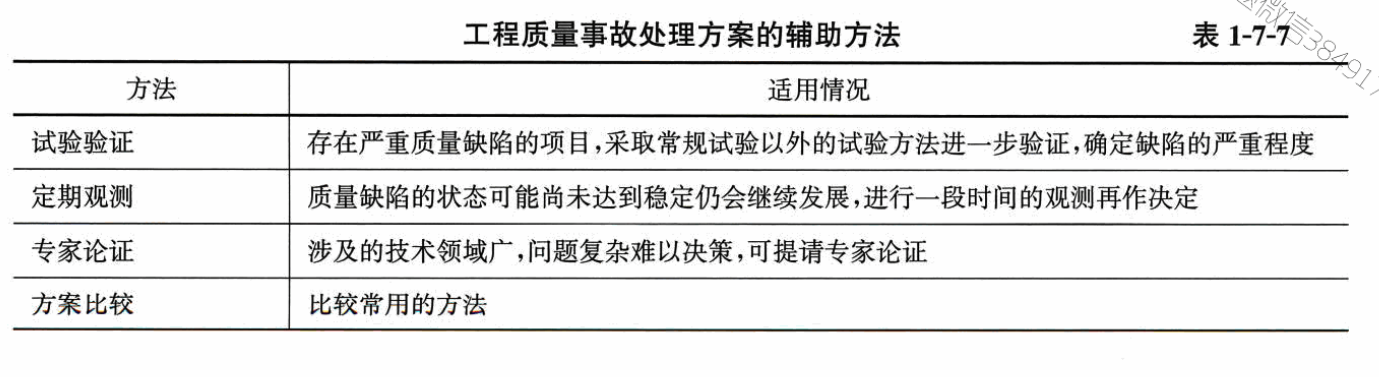 工程质量事故处理方案的辅助方法 表 1-7-7
方法 适用情况
试验验证 存在严重质量缺陷的项目,采取常规试验以外的试验方法进一步验证,确定缺陷的严重程度
定期观测 质量缺陷的状态可能尚未达到稳定仍会继续发展,进行一段时间的观测再作决定
专家论证 涉及的技术领域广,问题复杂难以决策,可提请专家论证
方案比较 比较常用的方法
微信384917